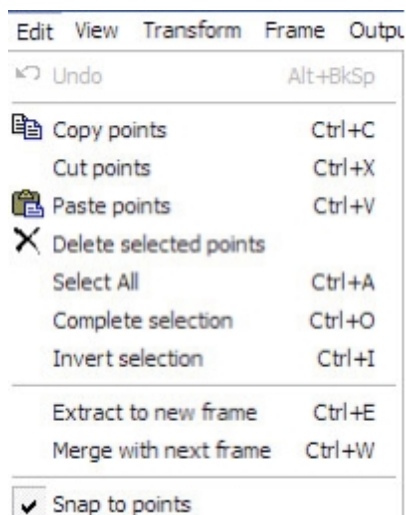 Edit View Transform Frame
Undo Alt+BkSp
Copy points Ctrl+C
Cut points Ctrl+X
Paste points Ctrl+V
Delete selected points
Select All Ctrl+A
Complete selection Ctrl+O
Invert selection Ctrl+I
Extract to new frame Ctrl+E
Merge with next frame Ctrl+W
Snap to points